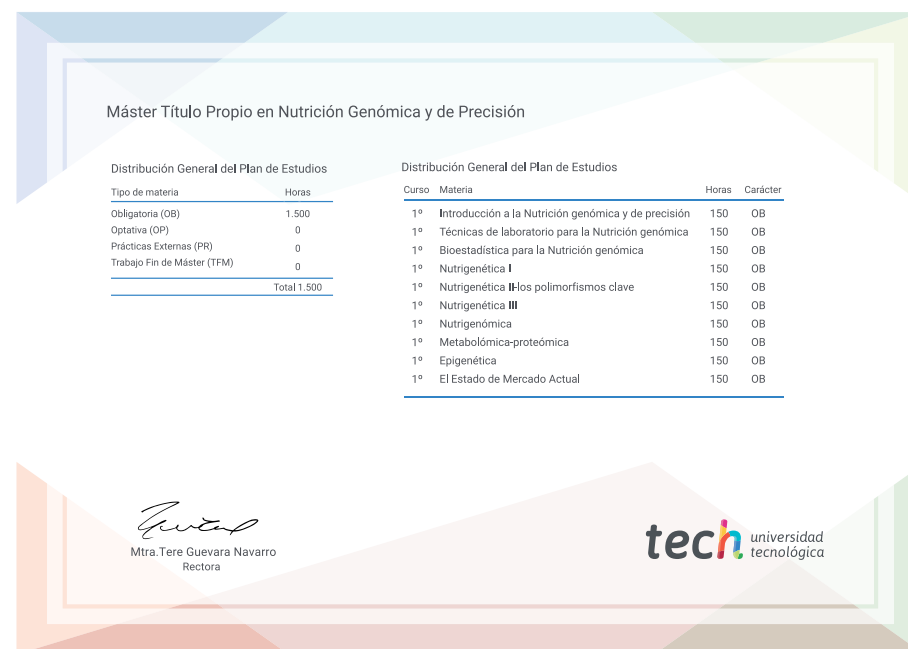 Máster Título Propio en Nutrición Genómica y de Precisión
Distribución General del Plan de Estudios
Tipo de materia Horas
Obligatoria (OB) 1.500
Optativa (OP) 0
Prácticas Externas (PR) 0
Trabajo Fin de Máster (TFM) 0
Total 1.500
Distribución General del Plan de Estudios
Curso Materia Horas Carácter
1º Introducción a la Nutrición genómica y de precisión 150 OB
1º Técnicas de laboratorio para la Nutrición genómica 150 OB
1º Bioestadística para la Nutrición genómica 150 OB
1º Nutrigenética I 150 OB
1º Nutrigenética II-los polimorfismos clave 150 OB
1º Nutrigenética III 150 OB
1º Nutrigenómica 150 OB
1º Metabolómica-proteómica 150 OB
1º Epigenética 150 OB
1º El Estado de Mercado Actual 150 OB
Mtra.Tere Guevara Navarro
Rectora
tech universidad
tecnológica